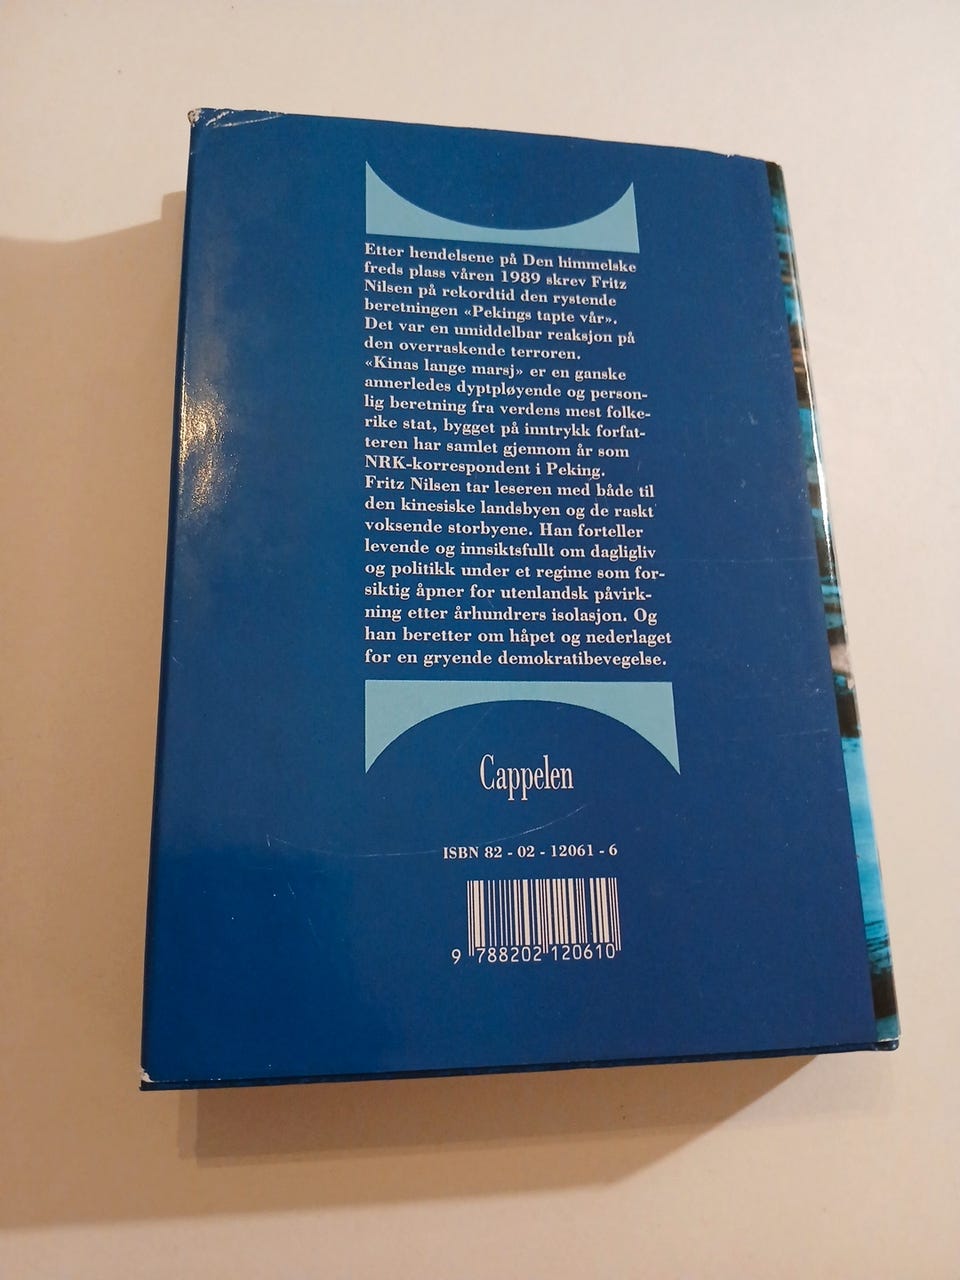 Etter hendelsene på Den himmelske
freds plass våren 1989 skrev Fritz
Nilsen på rekordtid den rystende
beretningen «Pekings tapte vår».
Det var en umiddelbar reaksjon på
den overraskende terroren.
«Kinas lange marsj» er en ganske
annerledes dyptpløyende og person-
lig beretning fra verdens mest folke-
rike stat, bygget på inntrykk forfat-
teren har samlet gjennom år som
NRK-korrespondent i Peking.
Fritz Nilsen tar leseren med både til
den kinesiske landsbyen og de raskt
voksende storbyene. Han forteller
levende og innsiktsfullt om dagligliv
og politikk under et regime som for-
siktig åpner for utenlandsk påvirk-
ning etter århundrers isolasjon. Og
han beretter om håpet og nederlaget
for en gryende demokratibevegelse.
Cappelen
ISBN 82 - 02 - 12061 - 6
9 788202 120610